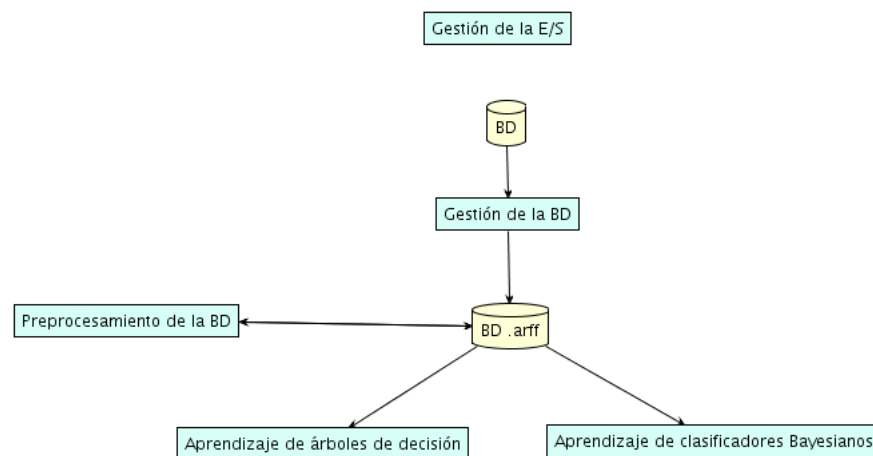 Gestión de la E/S
BD
Gestión de la BD
Preprocesamiento de la BD
BD .arff
Aprendizaje de árboles de decisión
Aprendizaje de clasificadores Bayesianos